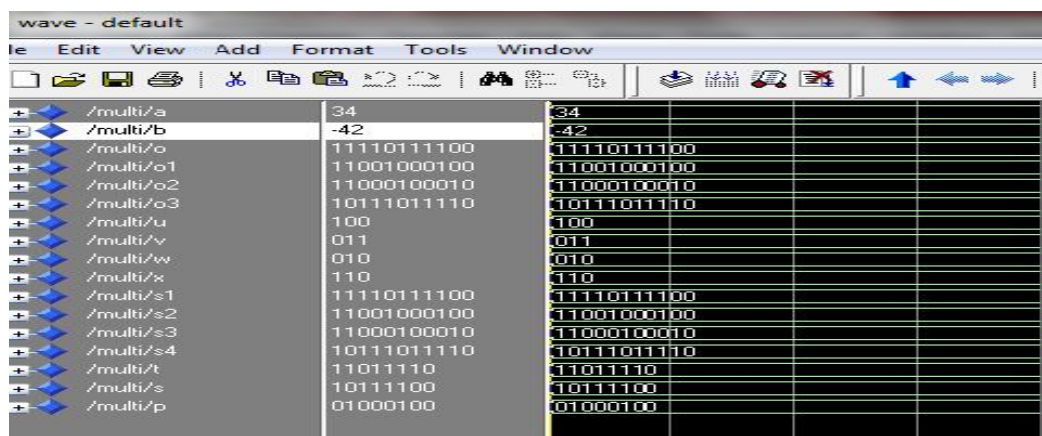 wave - default
le Edit View Add Format Tools Window
/multi/a 34 34
/multi/b -42 -42
/multi/o 11110111100 11110111100
/multi/o1 11001000100 11001000100
/multi/o2 11000100010 11000100010
/multi/o3 10111011110 10111011110
/multi/u 100 100
/multi/v 011 011
/multi/w 010 010
/multi/x 110 110
/multi/s1 11110111100 11110111100
/multi/s2 11001000100 11001000100
/multi/s3 11000100010 11000100010
/multi/s4 10111011110 10111011110
/multi/t 11011110 11011110
/multi/s 10111100 10111100
/multi/p 01000100 01000100